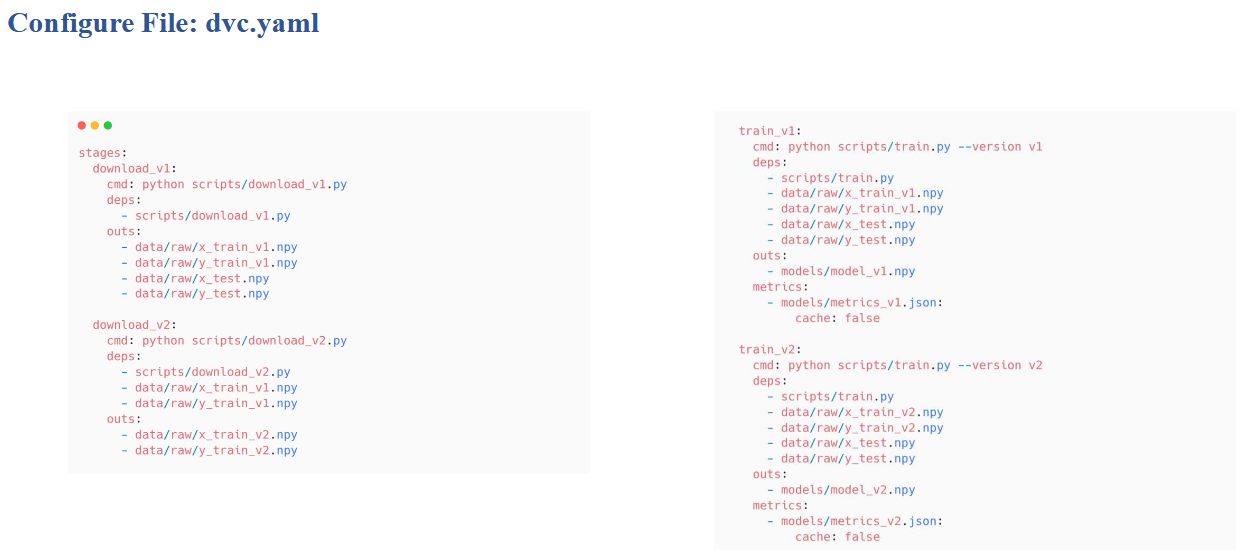 Configure File: dvc.yaml
stages:
  download_v1:
    cmd: python scripts/download_v1.py
    deps:
      - scripts/download_v1.py
    outs:
      - data/raw/x_train_v1.npy
      - data/raw/y_train_v1.npy
      - data/raw/x_test.npy
      - data/raw/y_test.npy
  download_v2:
    cmd: python scripts/download_v2.py
    deps:
      - scripts/download_v2.py
      - data/raw/x_train_v1.npy
      - data/raw/y_train_v1.npy
    outs:
      - data/raw/x_train_v2.npy
      - data/raw/y_train_v2.npy
  train_v1:
    cmd: python scripts/train.py --version v1
    deps:
      - scripts/train.py
      - data/raw/x_train_v1.npy
      - data/raw/y_train_v1.npy
      - data/raw/x_test.npy
      - data/raw/y_test.npy
    outs:
      - models/model_v1.npy
    metrics:
      - models/metrics_v1.json:
          cache: false
  train_v2:
    cmd: python scripts/train.py --version v2
    deps:
      - scripts/train.py
      - data/raw/x_train_v2.npy
      - data/raw/y_train_v2.npy
      - data/raw/x_test.npy
      - data/raw/y_test.npy
    outs:
      - models/model_v2.npy
    metrics:
      - models/metrics_v2.json:
          cache: false